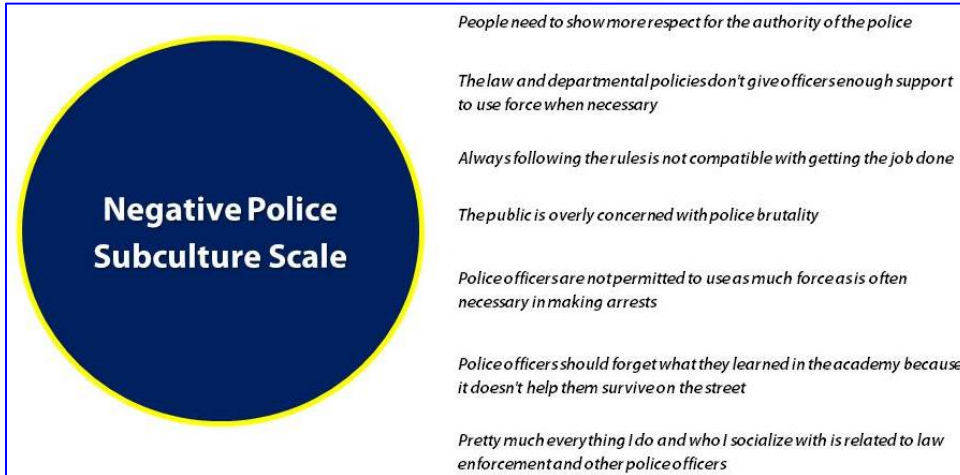 Negative Police
Subculture Scale
People need to show more respect for the authority of the police
The law and departmental policies don't give officers enough support
to use force when necessary
Always following the rules is not compatible with getting the job done
The public is overly concerned with police brutality
Police officers are not permitted to use as much force as is often
necessary in making arrests
Police officers should forget what they learned in the academy because
it doesn't help them survive on the street
Pretty much everything I do and who I socialize with is related to law
enforcement and other police officers